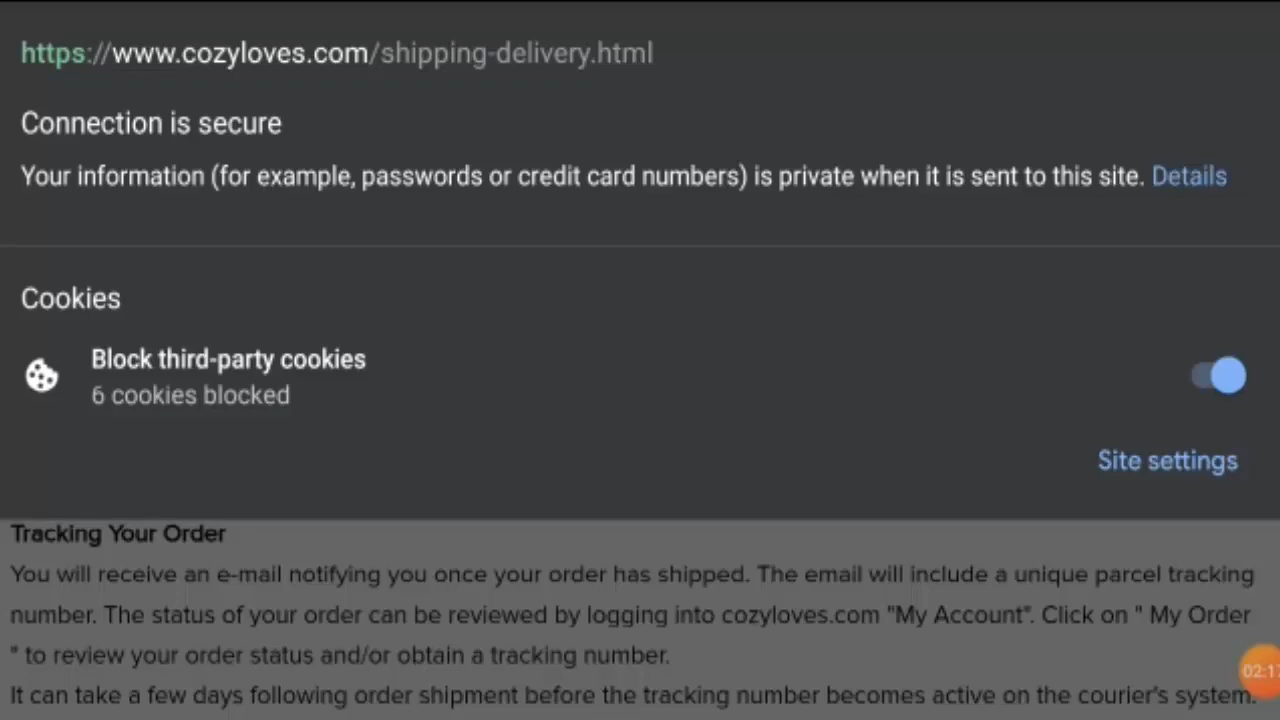 https://www.cozyloves.com/shipping-delivery.html
Connection is secure
Your information (for example, passwords or credit card numbers) is private when it is sent to this site. Details
Cookies
Block third-party cookies
6 cookies blocked
Site settings
Tracking Your Order
You will receive an e-mail notifying you once your order has shipped. The email will include a unique parcel tracking
number. The status of your order can be reviewed by logging into cozyloves.com "My Account". Click on " My Order
" to review your order status and/or obtain a tracking number.
02:17
It can take a few days following order shipment before the tracking number becomes active on the courier's system.